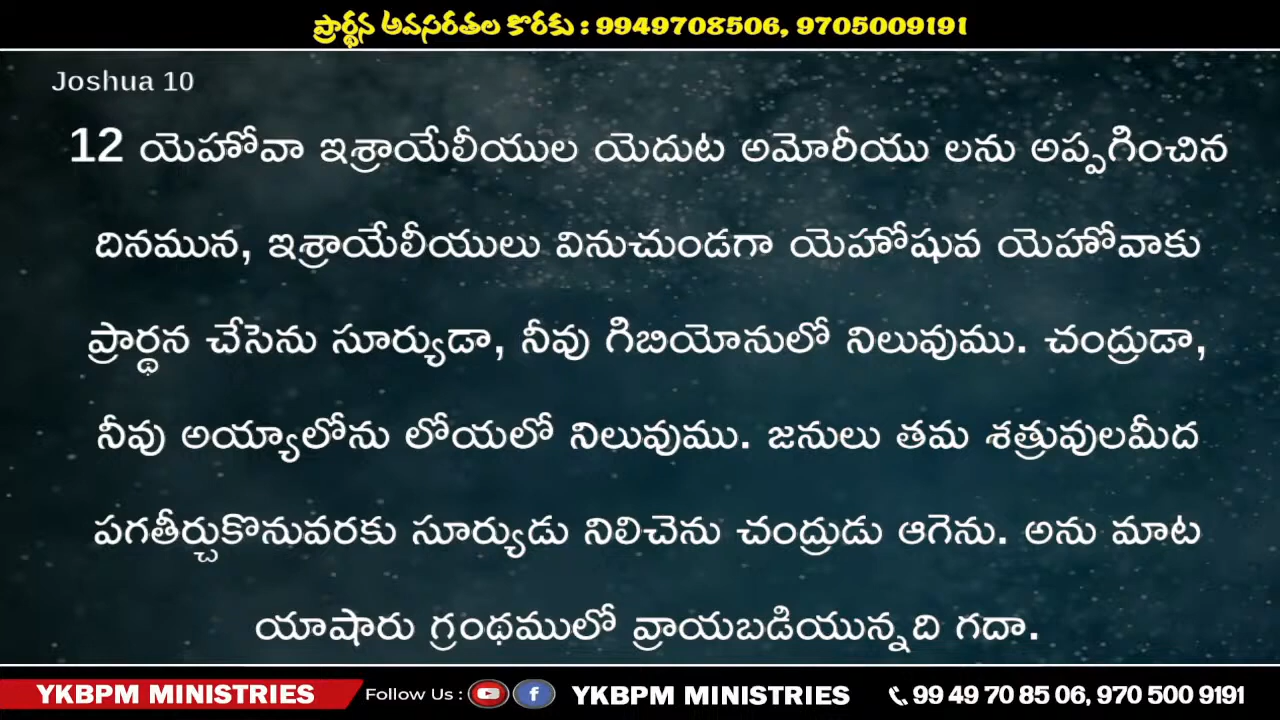 ప్రార్థన అవసరతల కొరకు : 9949708506, 9705009191
Joshua 10
12 యెహోవా ఇశ్రాయేలీయుల యెదుట అమోరీయు లను అప్పగించిన
దినమున, ఇశ్రాయేలీయులు వినుచుండగా యెహోషువ యెహోవాకు
ప్రార్థన చేసెను సూర్యుడా, నీవు గిబియోనులో నిలువుము. చంద్రుడా,
నీవు అయ్యాలోను లోయలో నిలువుము. జనులు తమ శత్రువులమీద
పగతీర్చుకొనువరకు సూర్యుడు నిలిచెను చంద్రుడు ఆగెను. అను మాట
యాషారు గ్రంథములో వ్రాయబడియున్నది గదా.
YKBPM MINISTRIES Follow Us : YKBPM MINISTRIES 99 49 70 85 06, 970 500 9191